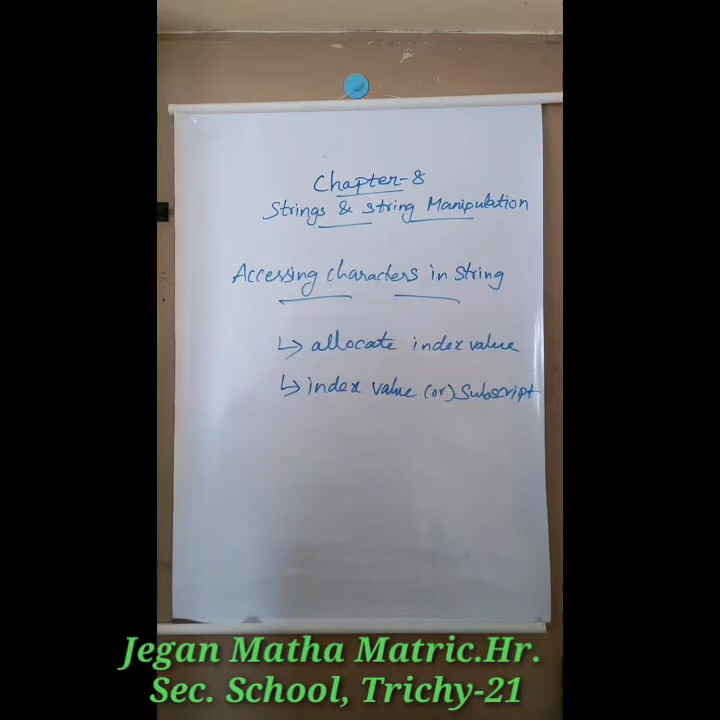 Chapter-8
Strings & String Manipulation
Accessing characters in String
↳ allocate index value
↳ index value (or) Subscript
Jegan Matha Matric.Hr.
Sec. School, Trichy-21